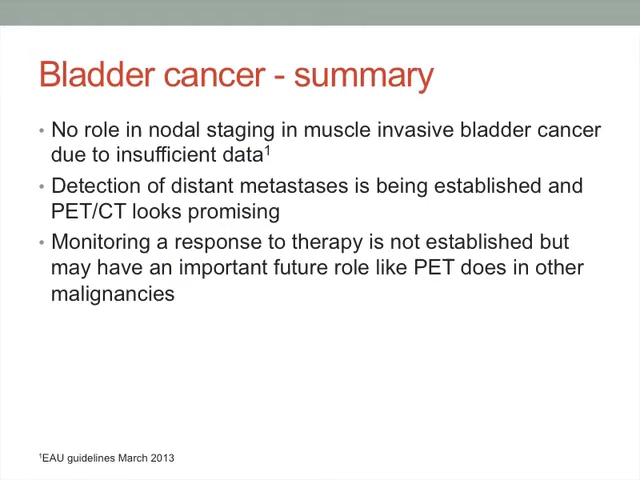 Bladder cancer - summary
• No role in nodal staging in muscle invasive bladder cancer
due to insufficient data¹
• Detection of distant metastases is being established and
PET/CT looks promising
• Monitoring a response to therapy is not established but
may have an important future role like PET does in other
malignancies
¹EAU guidelines March 2013